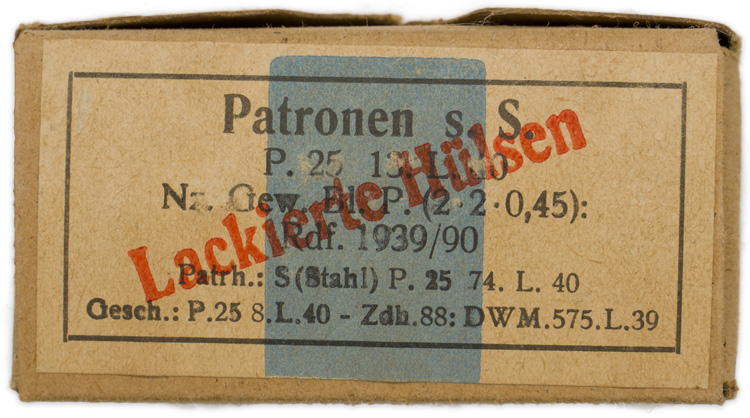 Patronen s. S.
P. 25 13. L. 40
Nz. Gew. Bl. P. (2·2·0,45):
Rdf. 1939/90
Patrh.: S (Stahl) P. 25 74. L. 40
Gesch.: P.25 8.L.40 - Zdh.88: DWM.575.L.39
Lackierte Hülsen